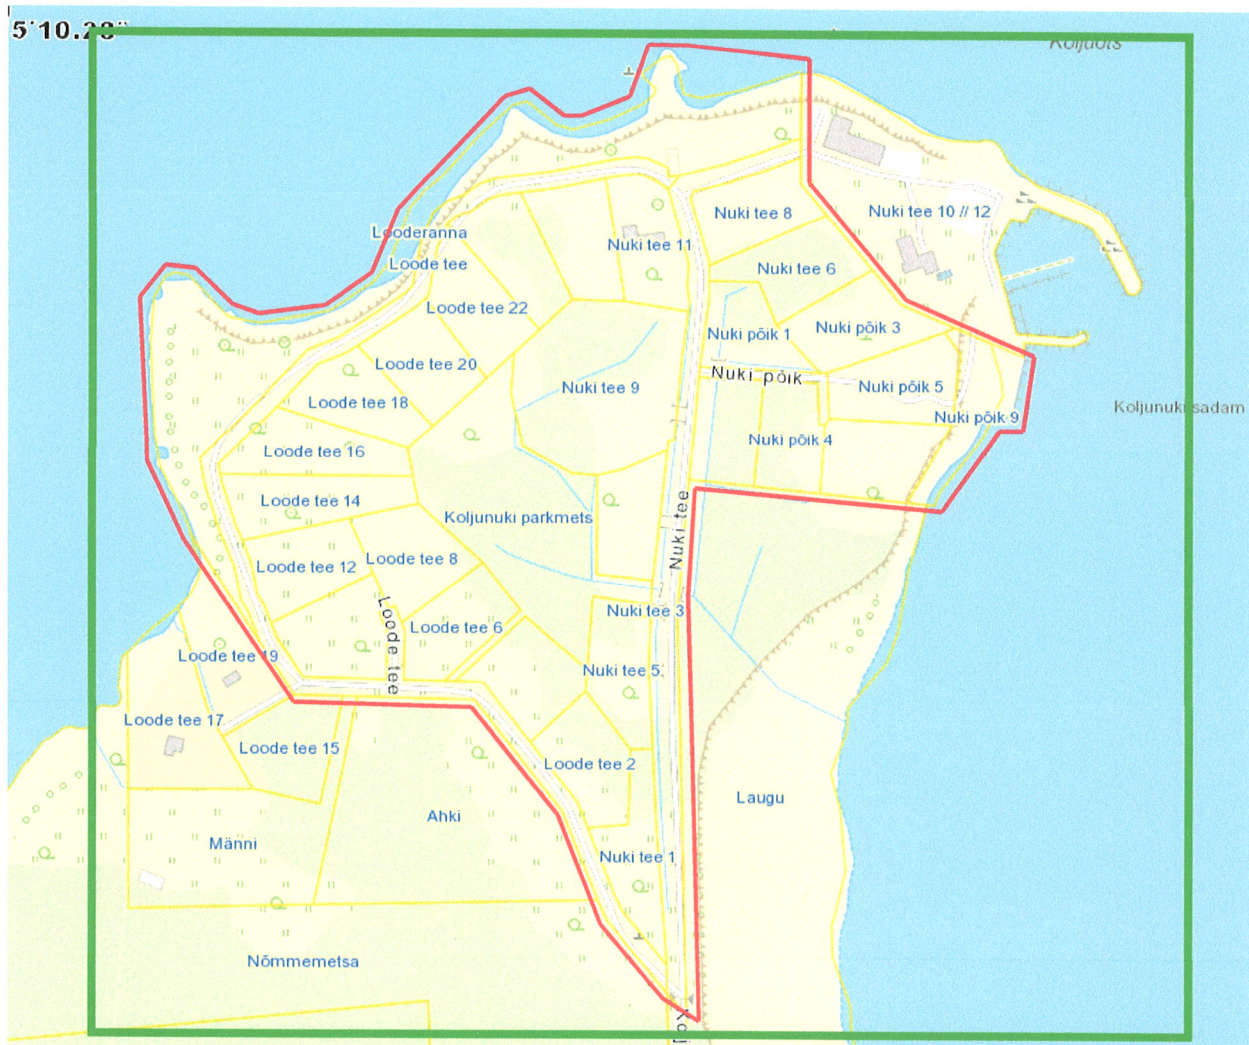 5'10.28"
Koljuots
Nuki tee 8
Nuki tee 10 // 12
Looderanna
Nuki tee 11
Loode tee
Nuki tee 6
Loode tee 22
Nuki põik 1
Nuki põik 3
Loode tee 20
Nuki põik
Nuki tee 9
Nuki põik 5
Loode tee 18
Koljunuki sadam
Nuki põik 9
Nuki põik 4
Loode tee 16
Loode tee 14
Koljunuki parkmets
Nuki tee
Loode tee 8
Loode tee 12
Nuki tee 3
Loode tee 6
Loode tee
Loode tee 19
Nuki tee 5
Loode tee 17
Loode tee 15
Loode tee 2
Laugu
Ahki
Männi
Nuki tee 1
Nõmmemetsa